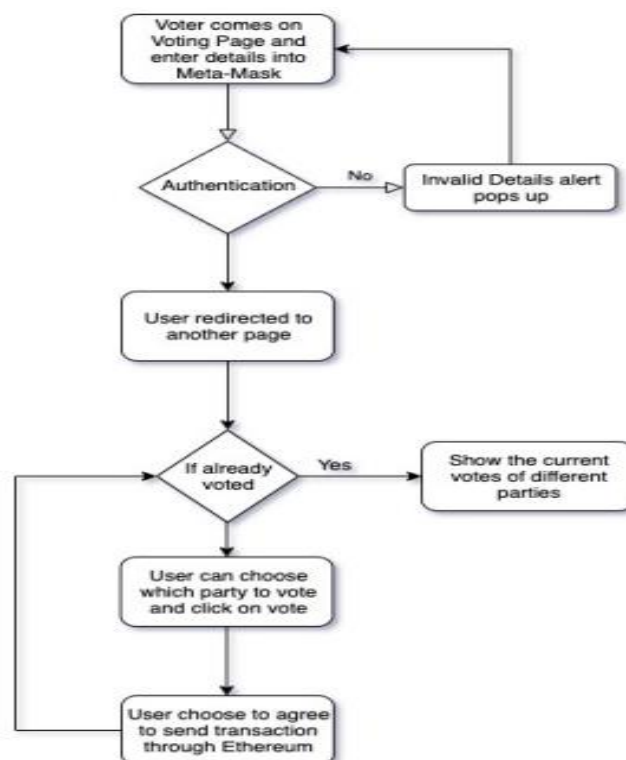 Voter comes on
Voting Page and
enter details into
Meta-Mask
Authentication
No
Invalid Details alert
pops up
User redirected to
another page
If already
voted
Yes
Show the current
votes of different
parties
User can choose
which party to vote
and click on vote
User choose to agree
to send transaction
through Ethereum